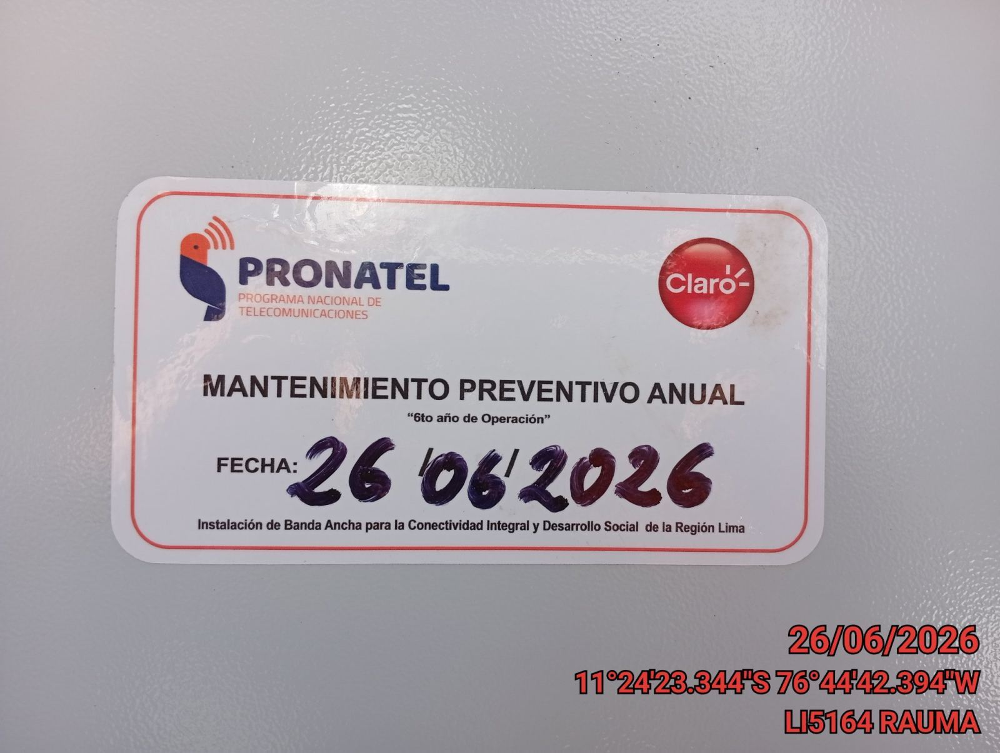 PRONATEL
PROGRAMA NACIONAL DE
TELECOMUNICACIONES
Claro
MANTENIMIENTO PREVENTIVO ANUAL
“6to año de Operación”
FECHA: 26/06/2026
Instalación de Banda Ancha para la Conectividad Integral y Desarrollo Social de la Región Lima
26/06/2026
11°24'23.344"S 76°44'42.394"W
LI5164 RAUMA